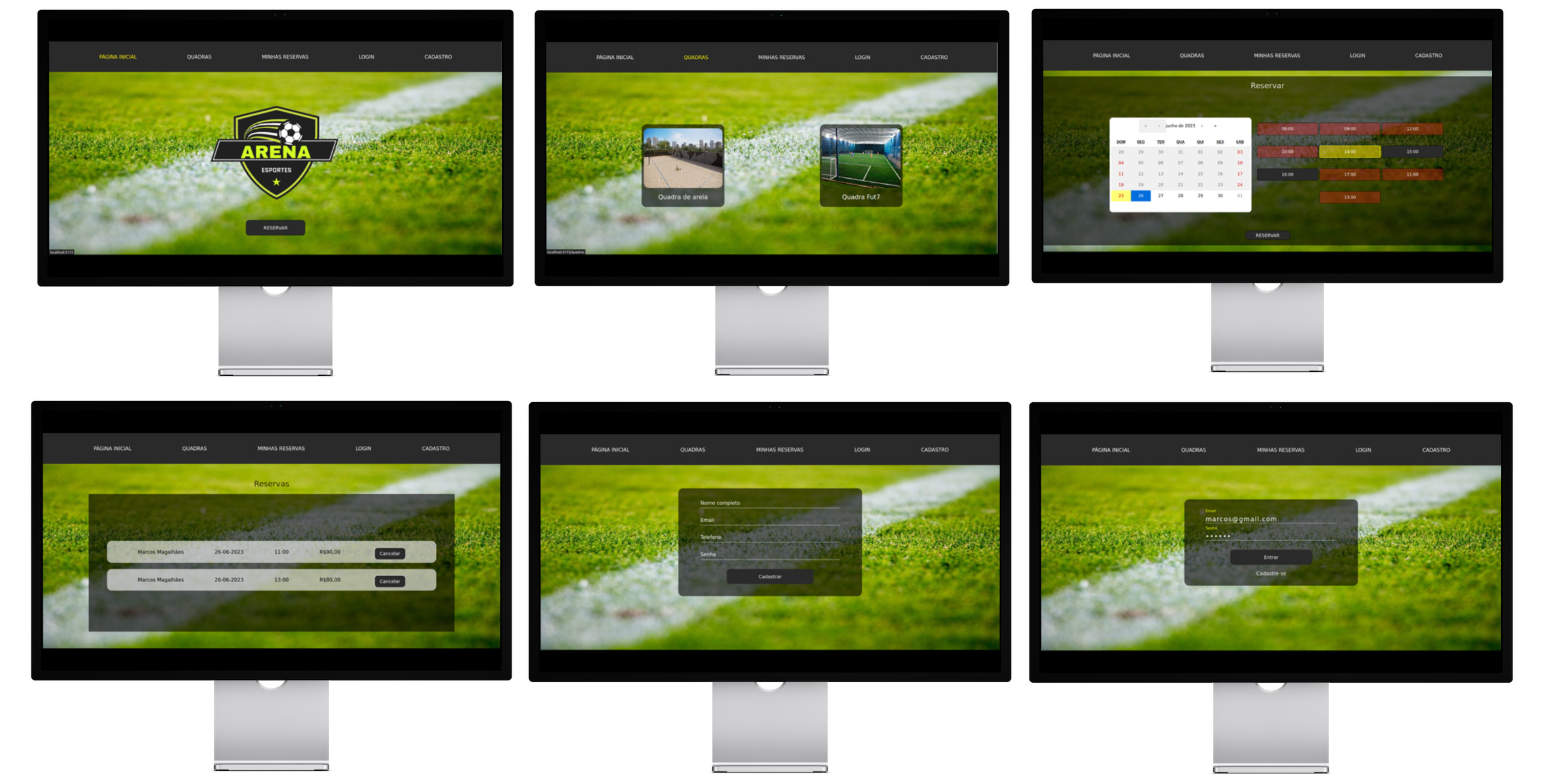 PÁGINA INICIAL QUADRAS MINHAS RESERVAS LOGIN CADASTRO
ARENA
ESPORTES
RESERVAR
localhost:5173
PÁGINA INICIAL QUADRAS MINHAS RESERVAS LOGIN CADASTRO
Quadra de areia Quadra Fut7
localhost:5173/quadras
PÁGINA INICIAL QUADRAS MINHAS RESERVAS LOGIN CADASTRO
Reservar
junho de 2023
DOM SEG TER QUA QUI SEX SÁB
28 29 30 31 01 02 03
04 05 06 07 08 09 10
11 12 13 14 15 16 17
18 19 20 21 22 23 24
25 26 27 28 29 30 01
08:00 09:00 12:00
10:00 14:00 15:00
16:00 17:00 11:00
13:00
RESERVAR
PÁGINA INICIAL QUADRAS MINHAS RESERVAS LOGIN CADASTRO
Reservas
Marcos Magalhães 26-06-2023 11:00 R$90,00 Cancelar
Marcos Magalhães 26-06-2023 13:00 R$80,00 Cancelar
PÁGINA INICIAL QUADRAS MINHAS RESERVAS LOGIN CADASTRO
Nome completo
Email
Telefone
Senha
Cadastrar
PÁGINA INICIAL QUADRAS MINHAS RESERVAS LOGIN CADASTRO
Email
marcos@gmail.com
Senha
••••••
Entrar
Cadastre-se